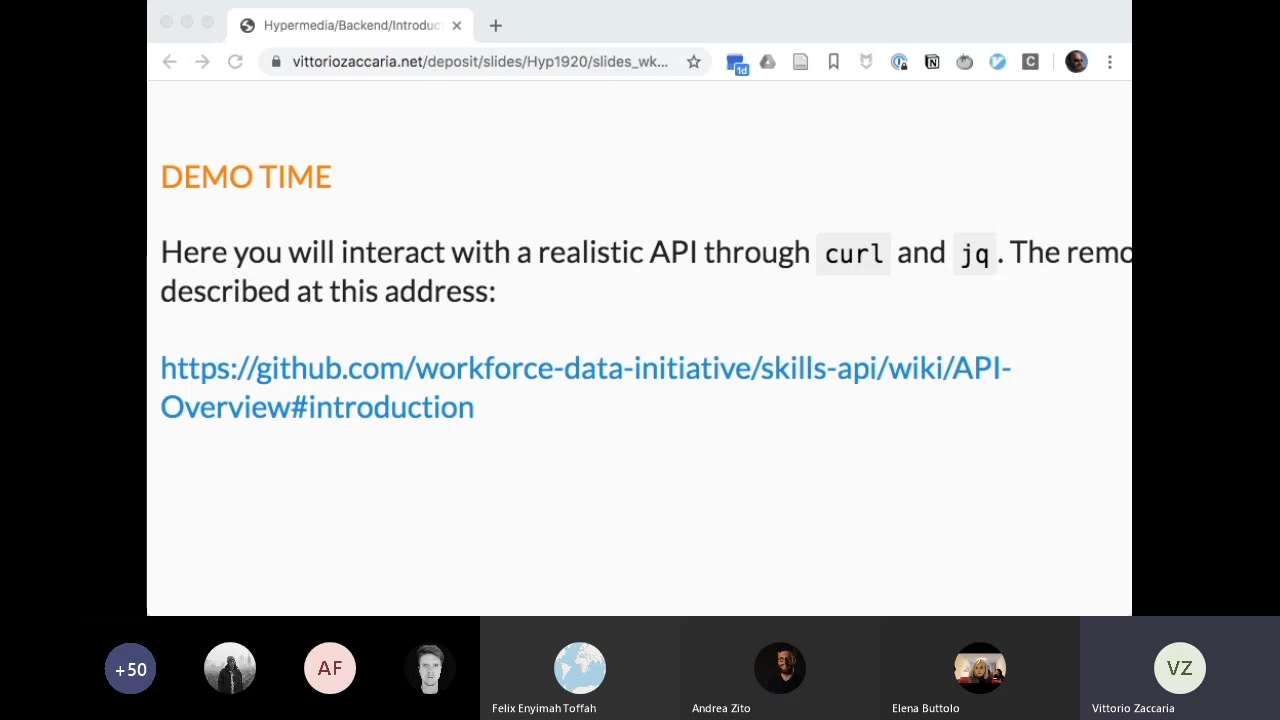 Hypermedia/Backend/Introduc
vittoriozaccaria.net/deposit/slides/Hyp1920/slides_wk...
1d
C
DEMO TIME
Here you will interact with a realistic API through curl and jq. The remo
described at this address:
https://github.com/workforce-data-initiative/skills-api/wiki/API-
Overview#introduction
+50
AF
VZ
Felix Enyimah Toffah
Andrea Zito
Elena Buttolo
Vittorio Zaccaria